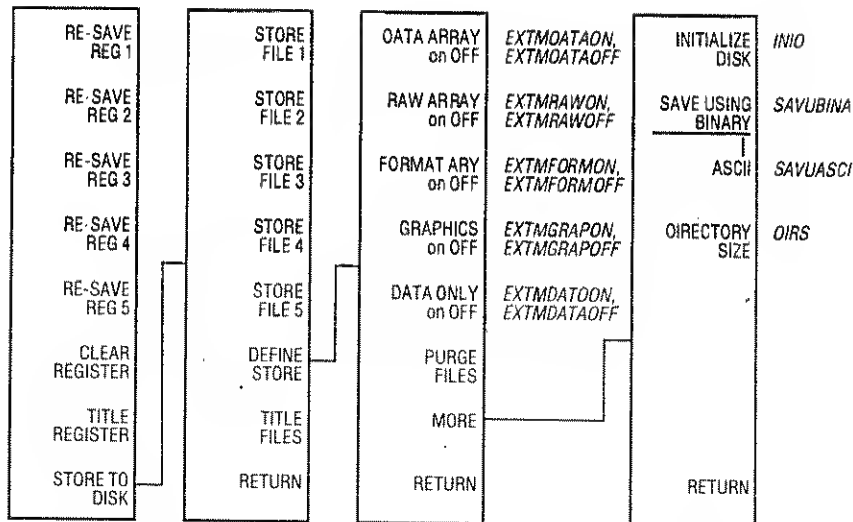 RE-SAVE
REG 1
RE-SAVE
REG 2
RE-SAVE
REG 3
RE-SAVE
REG 4
RE-SAVE
REG 5
CLEAR
REGISTER
TITLE
REGISTER
STORE TO
DISK
STORE
FILE 1
STORE
FILE 2
STORE
FILE 3
STORE
FILE 4
STORE
FILE 5
DEFINE
STORE
TITLE
FILES
RETURN
OATA ARRAY
on OFF
RAW ARRAY
on OFF
FORMAT ARY
on OFF
GRAPHICS
on OFF
DATA ONLY
on OFF
PURGE
FILES
MORE
RETURN
EXTMOATAON,
EXTMOATAOFF
EXTMRAWON,
EXTMRAWOFF
EXTMFORMON,
EXTMFORMOFF
EXTMGRAPON,
EXTMGRAPOFF
EXTMDATOON,
EXTMDATAOFF
INITIALIZE
DISK
SAVE USING
BINARY
ASCII
OIRECTORY
SIZE
RETURN
INIO
SAVUBINA
SAVUASCI
OIRS